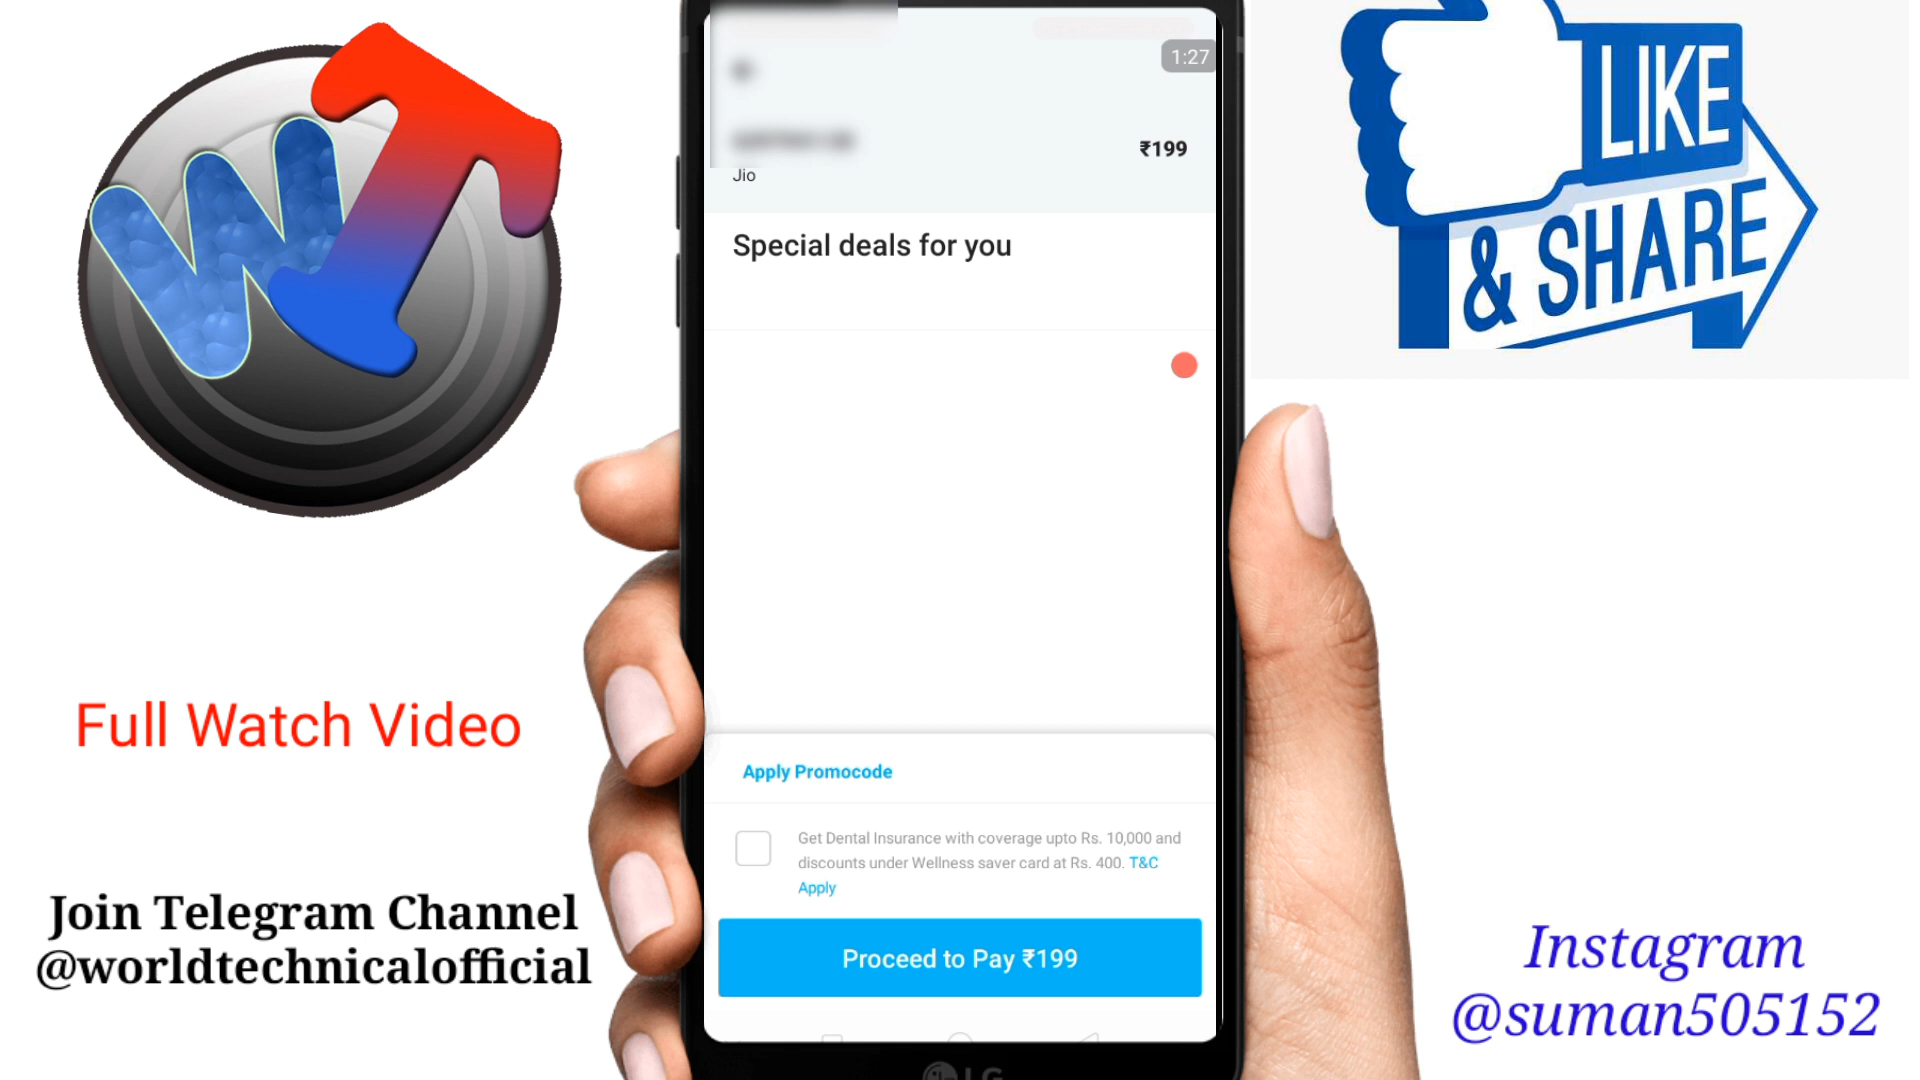 WT
LIKE
& SHARE
1:27
₹199
Jio
Special deals for you
Full Watch Video
Apply Promocode
Get Dental Insurance with coverage upto Rs. 10,000 and
discounts under Wellness saver card at Rs. 400. T&C
Apply
Join Telegram Channel
@worldtechnicalofficial
Proceed to Pay ₹199
Instagram
@suman505152
LG